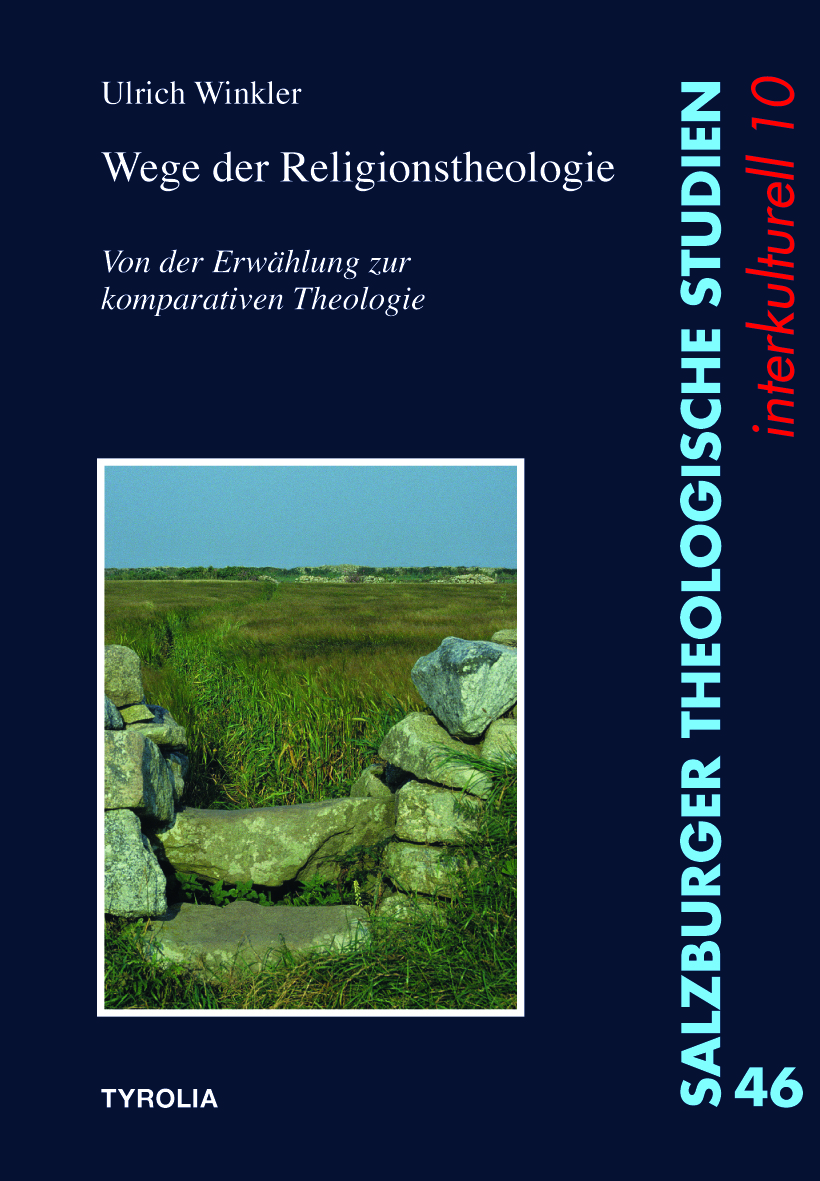 Ulrich Winkler
Wege der Religionstheologie
Von der Erwählung zur
komparativen Theologie
TYROLIA
SALZBURGER THEOLOGISCHE STUDIEN
46
interkulturell 10